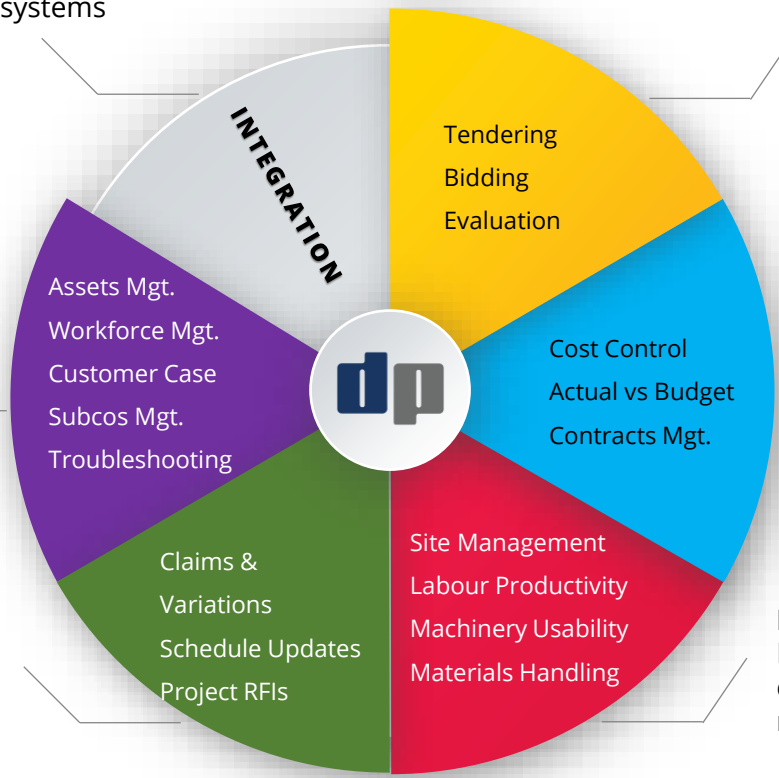 systems
INTEGRATION
Tendering
Bidding
Evaluation
Cost Control
Actual vs Budget
Contracts Mgt.
Site Management
Labour Productivity
Machinery Usability
Materials Handling
Claims &
Variations
Schedule Updates
Project RFIs
Assets Mgt.
Workforce Mgt.
Customer Case
Subcos Mgt.
Troubleshooting
dp